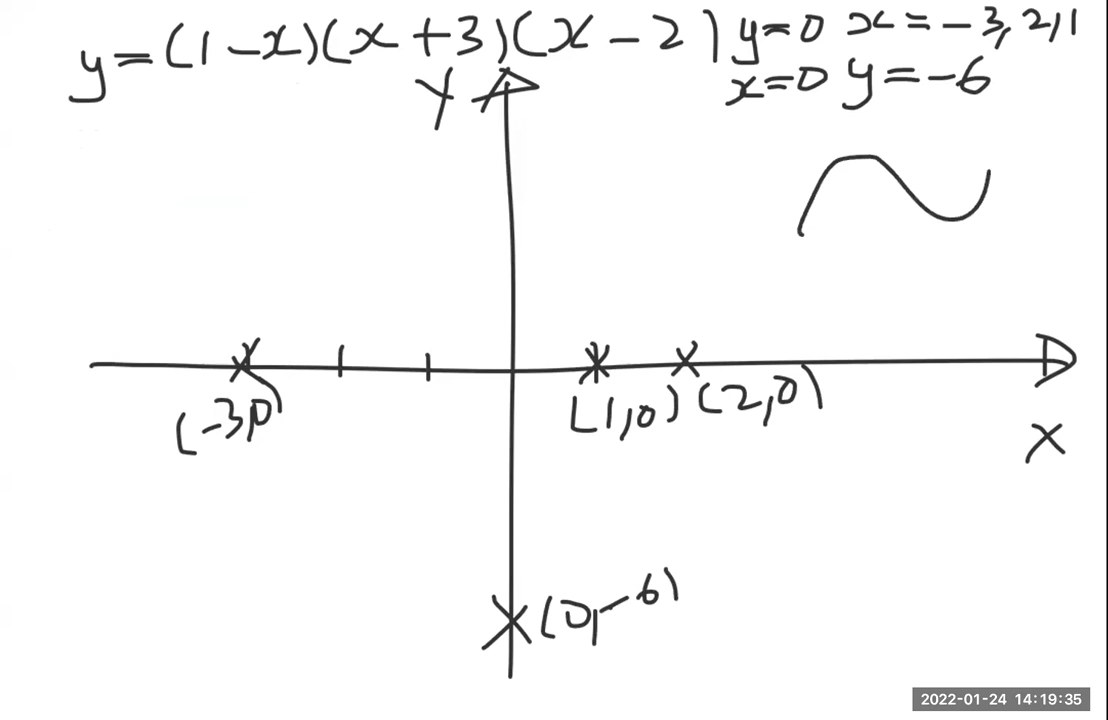 y=(1-x)(x+3)(x-2) y=0 x=-3,2,1
x=0 y=-6
Y
(-3,0) (1,0) (2,0)
X
(0,-6)
2022-01-24 14:19:35